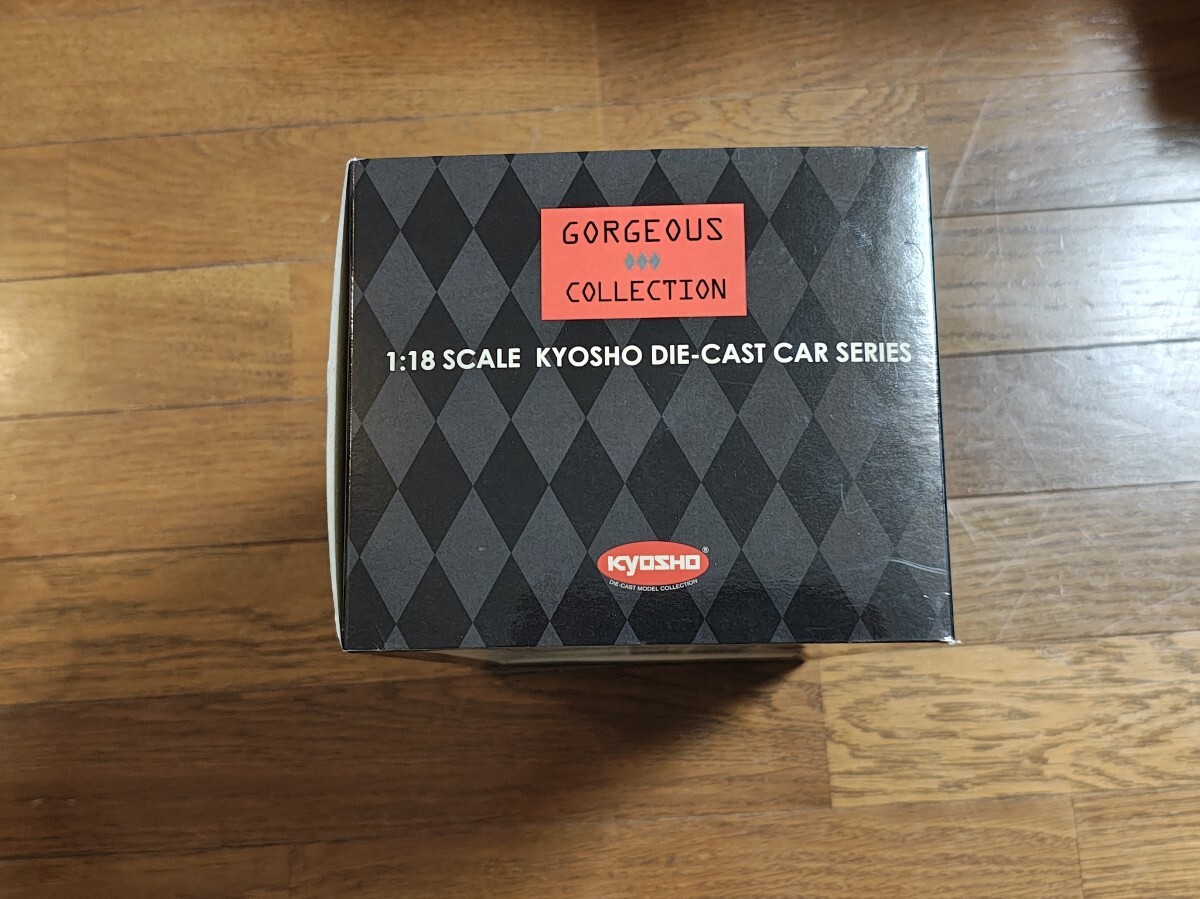 GORGEOUS
COLLECTION
1:18 SCALE KYOSHO DIE-CAST CAR SERIES
KYOSHO ®
DIE-CAST MODEL COLLECTION